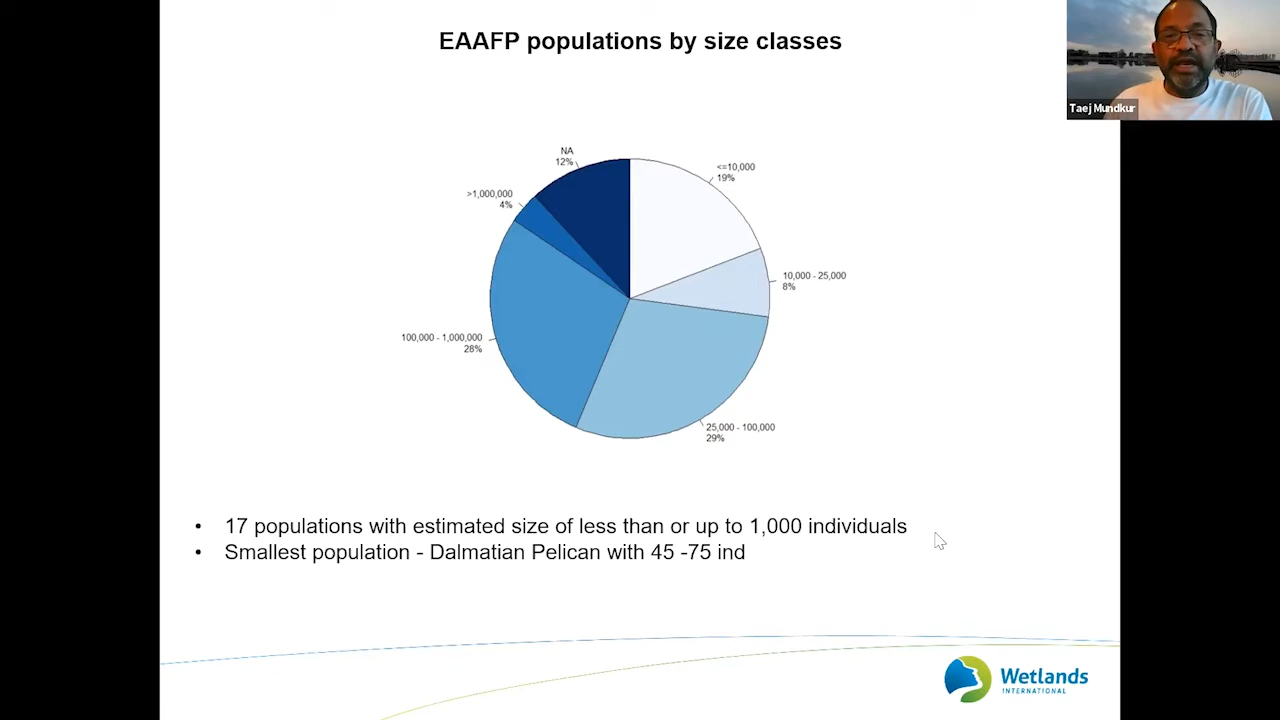 EAAFP populations by size classes
Taej Mundkur
NA
12%
<=10,000
19%
>1,000,000
4%
10,000 - 25,000
8%
100,000 - 1,000,000
28%
25,000 - 100,000
29%
• 17 populations with estimated size of less than or up to 1,000 individuals
• Smallest population - Dalmatian Pelican with 45 -75 ind
Wetlands
INTERNATIONAL